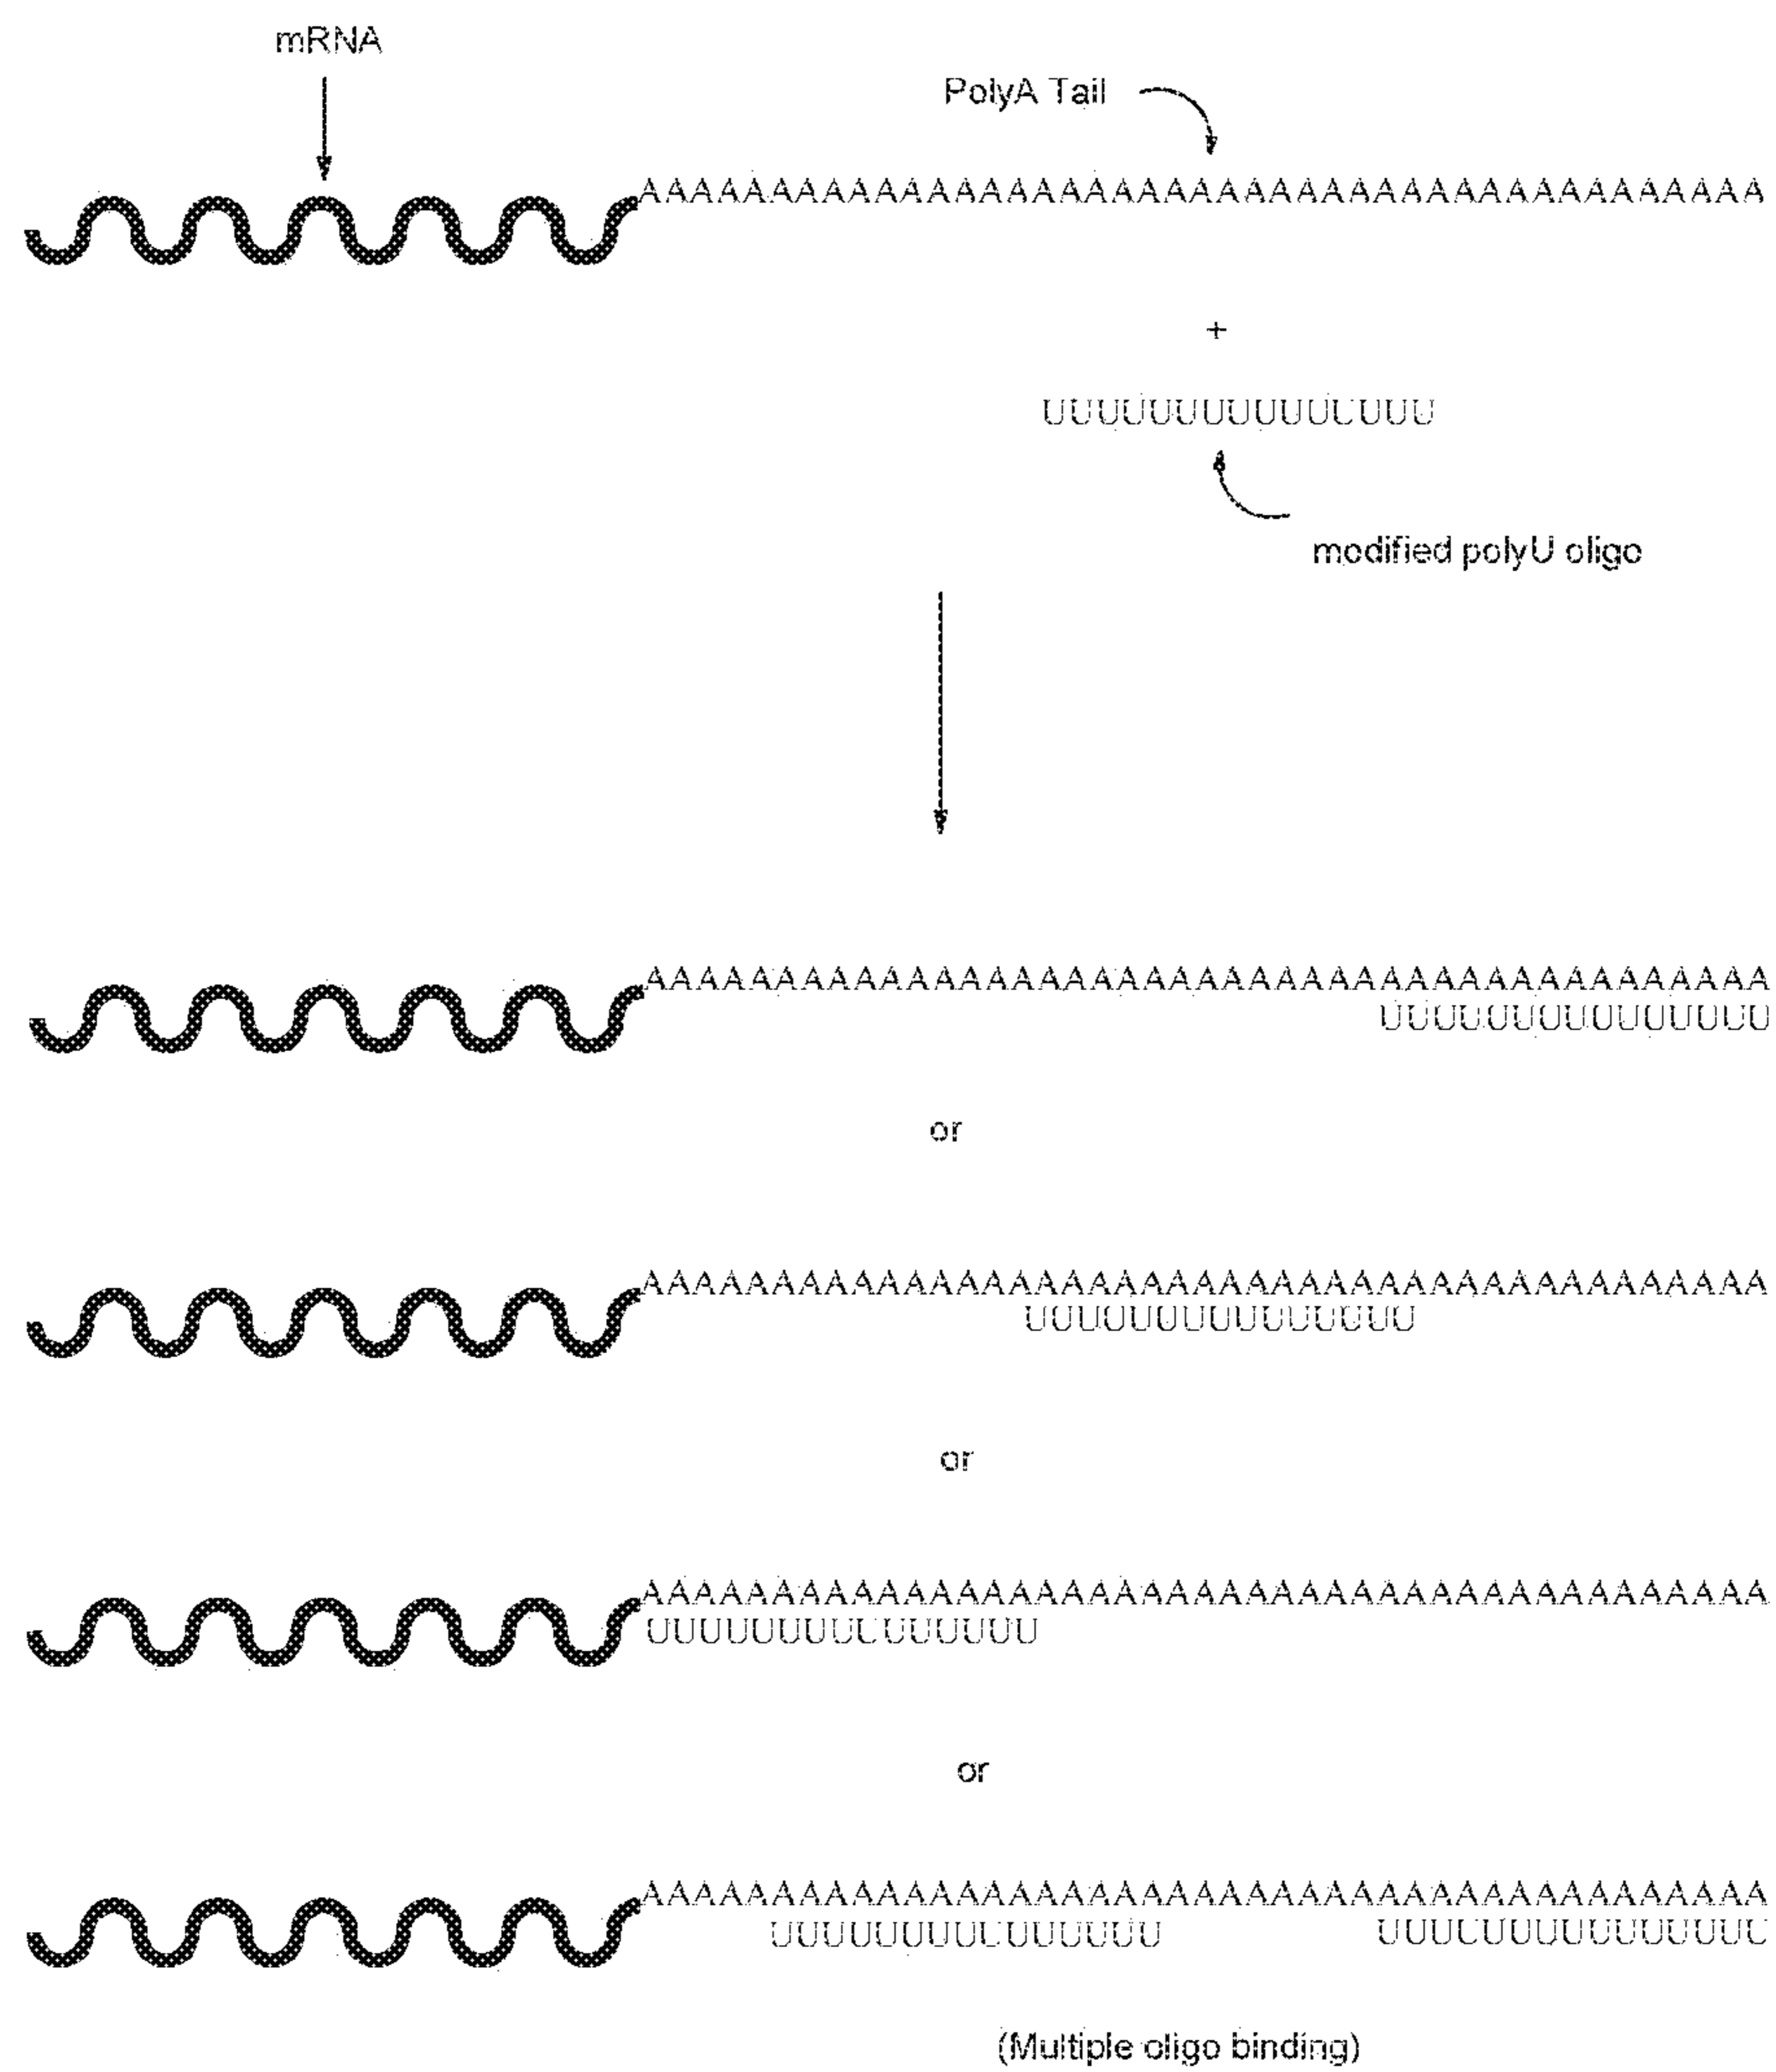 mRNA
PolyA Tail
AAAAAAAAAAAAAAAAAAAAAAAAAAAAAAAAAAAAAAAAAAA
+
UUUUUUUUUUUUUUU
modified polyU oligo
AAAAAAAAAAAAAAAAAAAAAAAAAAAAAAAAAAAAAAAAAAA
UUUUUUUUUUUUUUU
or
AAAAAAAAAAAAAAAAAAAAAAAAAAAAAAAAAAAAAAAAAAA
UUUUUUUUUUUUUUU
or
AAAAAAAAAAAAAAAAAAAAAAAAAAAAAAAAAAAAAAAAAAA
UUUUUUUUUUUUUUU
or
AAAAAAAAAAAAAAAAAAAAAAAAAAAAAAAAAAAAAAAAAAA
UUUUUUUUUUUUUUU UUUUUUUUUUUUUUU
(Multiple oligo binding)